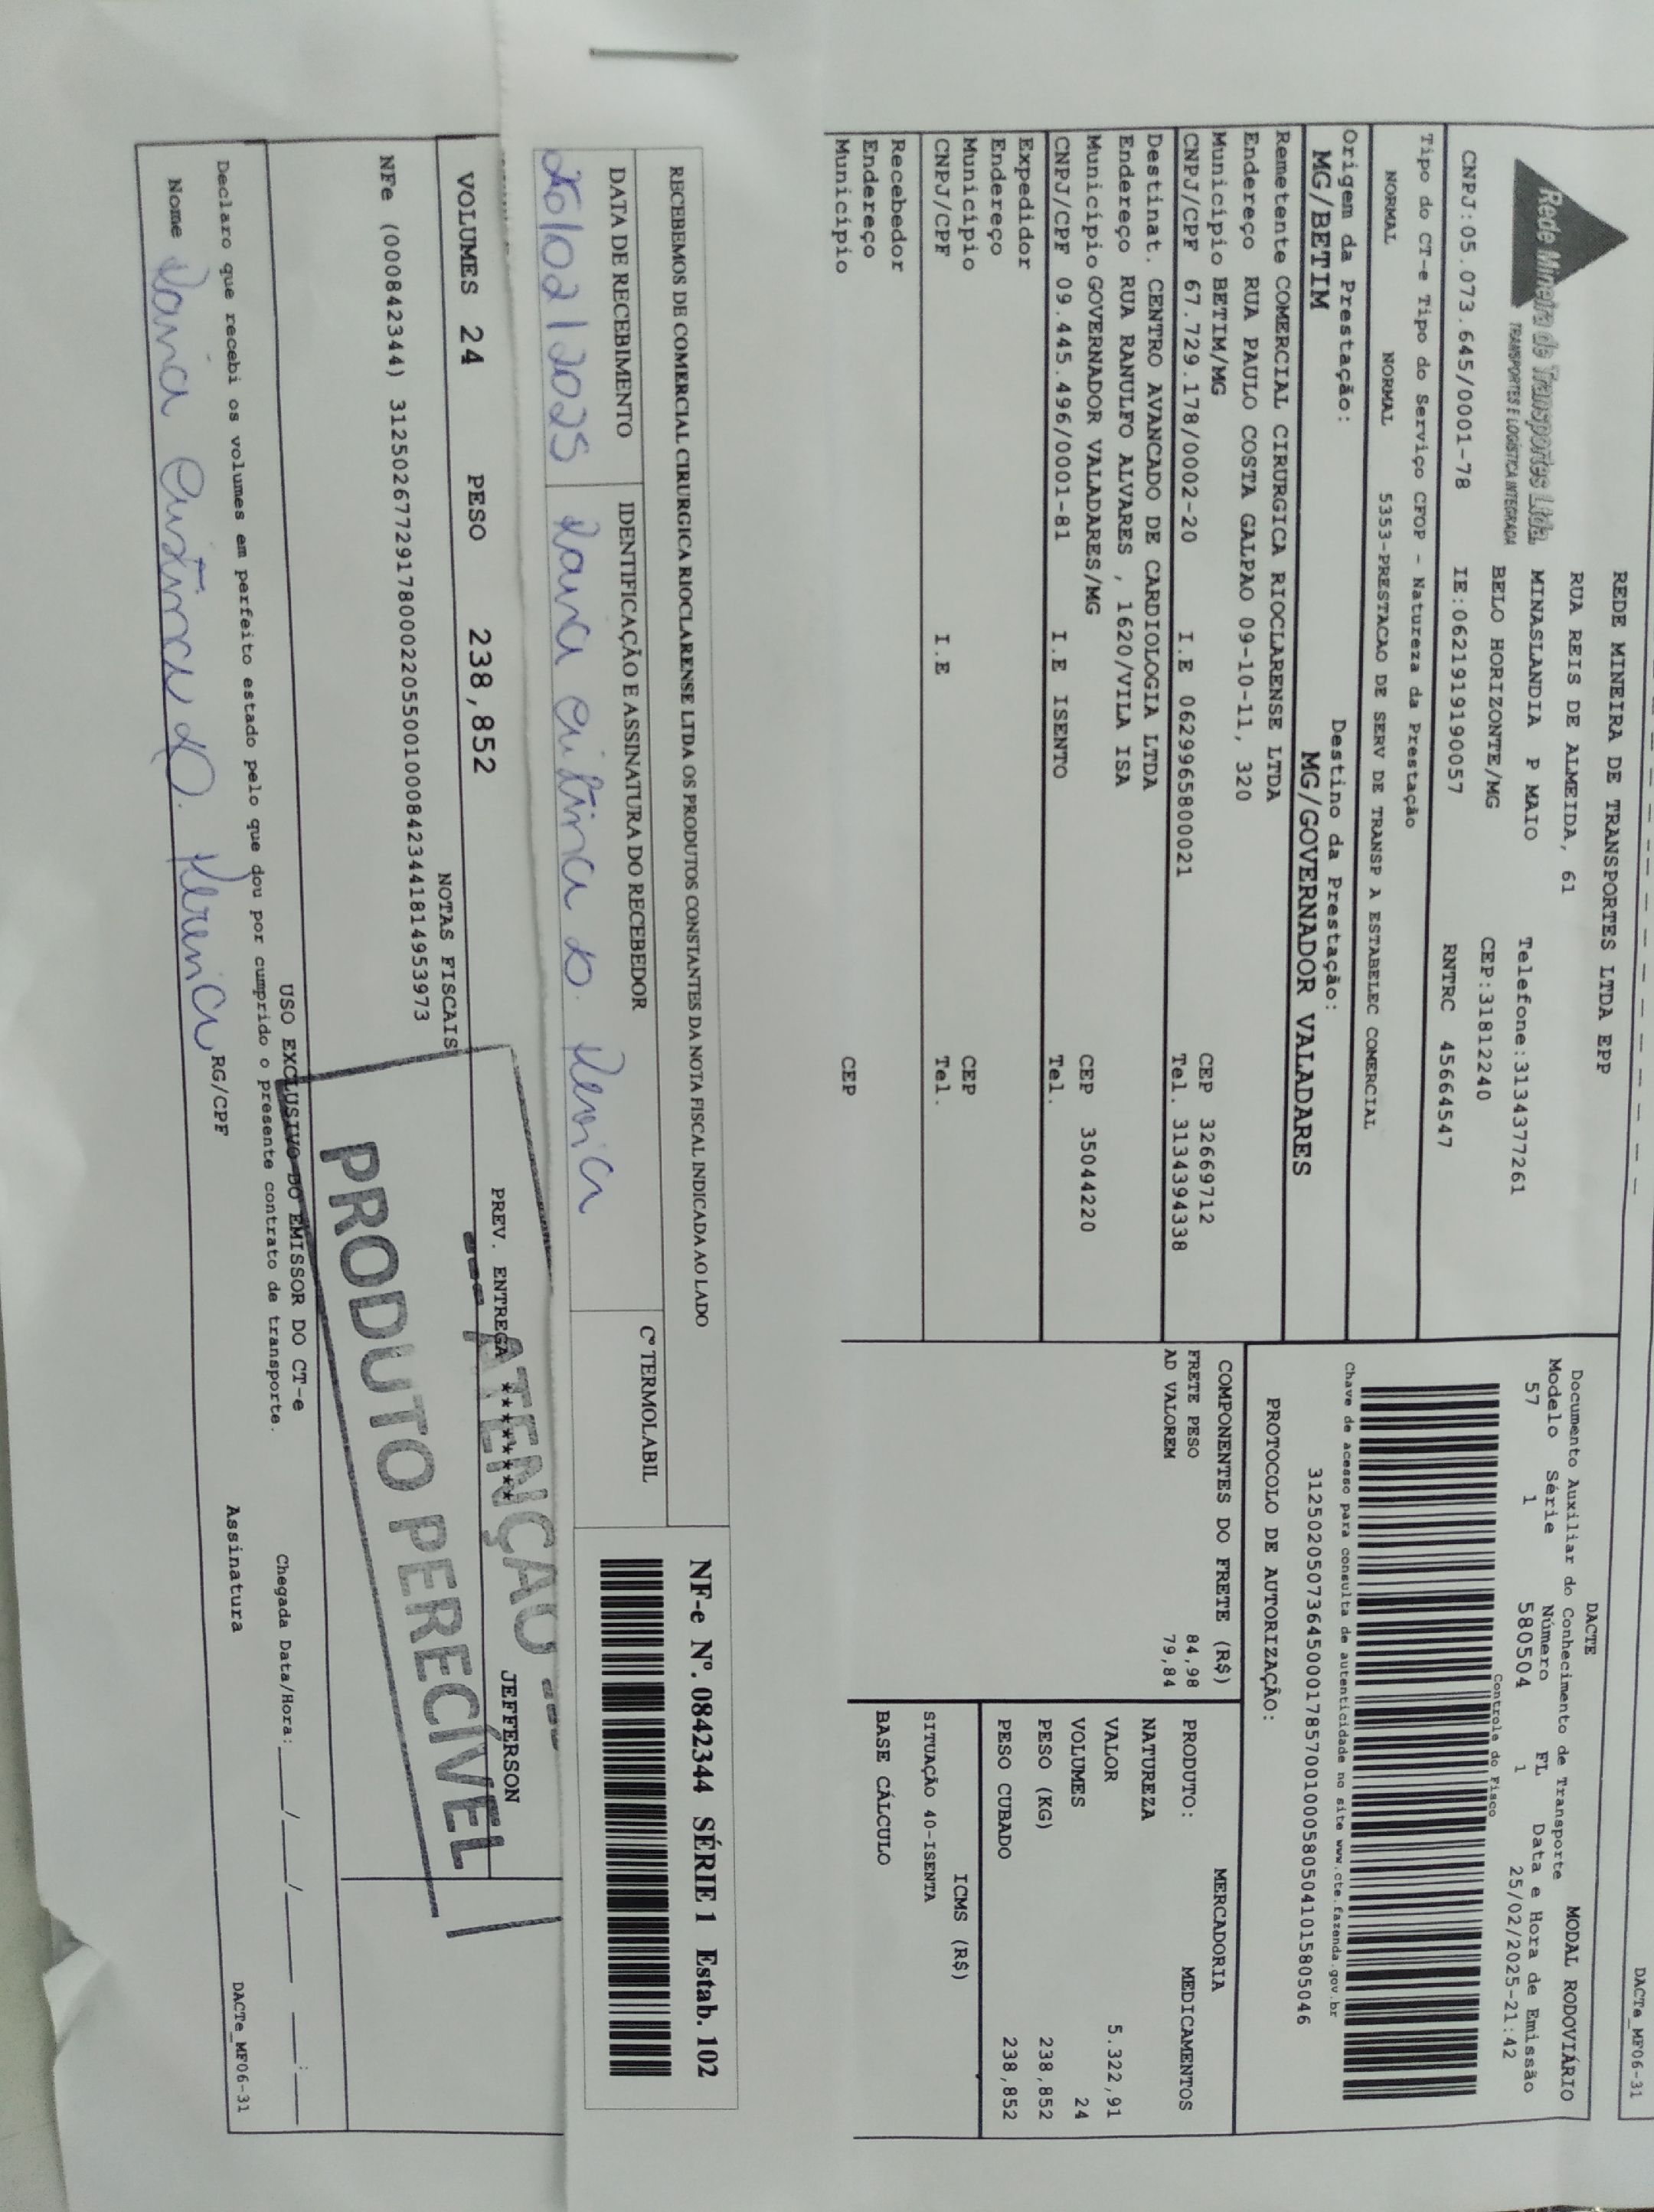 DACTe_MF06-31
Rede Mineira de Transportes Ltda.
TRANSPORTES E LOGÍSTICA INTEGRADA
REDE MINEIRA DE TRANSPORTES LTDA EPP
RUA REIS DE ALMEIDA, 61
MINASLANDIA P MAIO Telefone:3134377261
BELO HORIZONTE/MG CEP:31812240
CNPJ:05.073.645/0001-78 IE:0621919190057 RNTRC 45664547
Tipo do CT-e Tipo do Serviço CFOP - Natureza da Prestação
NORMAL NORMAL 5353-PRESTACAO DE SERV DE TRANSP A ESTABELEC COMERCIAL
Origem da Prestação: Destino da Prestação:
MG/BETIM MG/GOVERNADOR VALADARES
DACTE
Documento Auxiliar do Conhecimento de Transporte MODAL RODOVIÁRIO
Modelo Série Número FL Data e Hora de Emissão
57 1 580504 1 25/02/2025-21:42
Controle do Fisco
Chave de acesso para consulta de autenticidade no site www.cte.fazenda.gov.br
31250205073645000178570010005805041015805046
PROTOCOLO DE AUTORIZAÇÃO:
Remetente COMERCIAL CIRURGICA RIOCLARENSE LTDA
Endereço RUA PAULO COSTA GALPAO 09-10-11, 320
Municipio BETIM/MG CEP 32669712
CNPJ/CPF 67.729.178/0002-20 I.E 0629965800021 Tel. 3134394338
Destinat. CENTRO AVANCADO DE CARDIOLOGIA LTDA
Endereço RUA RANULFO ALVARES , 1620/VILA ISA
Município GOVERNADOR VALADARES/MG CEP 35044220
CNPJ/CPF 09.445.496/0001-81 I.E ISENTO Tel.
Expedidor
Endereço
Município CEP
CNPJ/CPF I.E Tel.
Recebedor
Endereço
Município CEP
COMPONENTES DO FRETE (R$)
FRETE PESO 84,98
AD VALOREM 79,84
MERCADORIA
PRODUTO: MEDICAMENTOS
NATUREZA
VALOR 5.322,91
VOLUMES 24
PESO (KG) 238,852
PESO CUBADO 238,852
ICMS (R$)
SITUAÇÃO 40-ISENTA
BASE CÁLCULO
RECEBEMOS DE COMERCIAL CIRURGICA RIOCLARENSE LTDA OS PRODUTOS CONSTANTES DA NOTA FISCAL INDICADA AO LADO
DATA DE RECEBIMENTO IDENTIFICAÇÃO E ASSINATURA DO RECEBEDOR Cº TERMOLABIL
26/02/2025
NF-e Nº. 0842344 SÉRIE 1 Estab. 102
VOLUMES 24 PESO 238,852
PREV. ENTREGA ******** JEFFERSON
ATENÇÃO
PRODUTO PERECÍVEL
NOTAS FISCAIS
NFe (000842344) 31250267729178000220550010008423441814953973
USO EXCLUSIVO DO EMISSOR DO CT-e
Declaro que recebi os volumes em perfeito estado pelo que dou por cumprido o presente contrato de transporte. Chegada Data/Hora:___/___/____ __:__
Nome RG/CPF Assinatura
DACTe_MF06-31